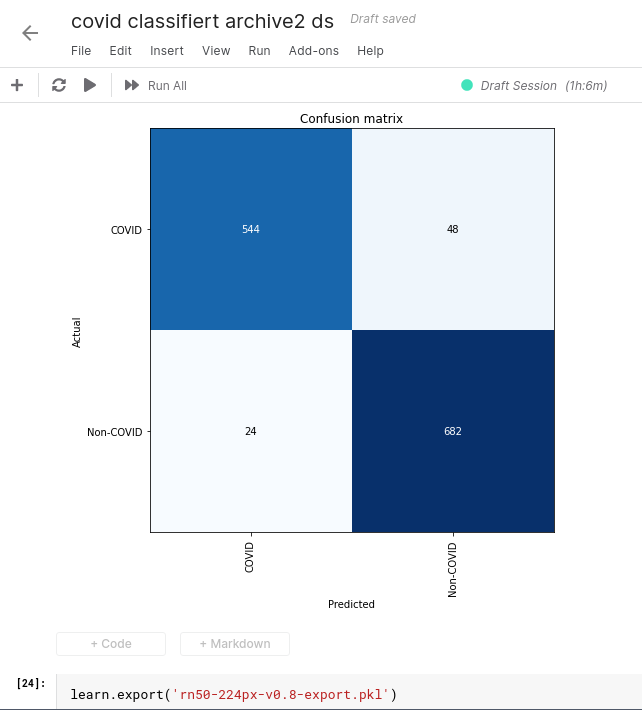 covid classifiert archive2 ds Draft saved
File Edit Insert View Run Add-ons Help
Run All Draft Session (1h:6m)
Confusion matrix
COVID 544 48
Actual
Non-COVID 24 682
COVID Non-COVID
Predicted
+ Code + Markdown
[24]: learn.export('rn50-224px-v0.8-export.pkl')